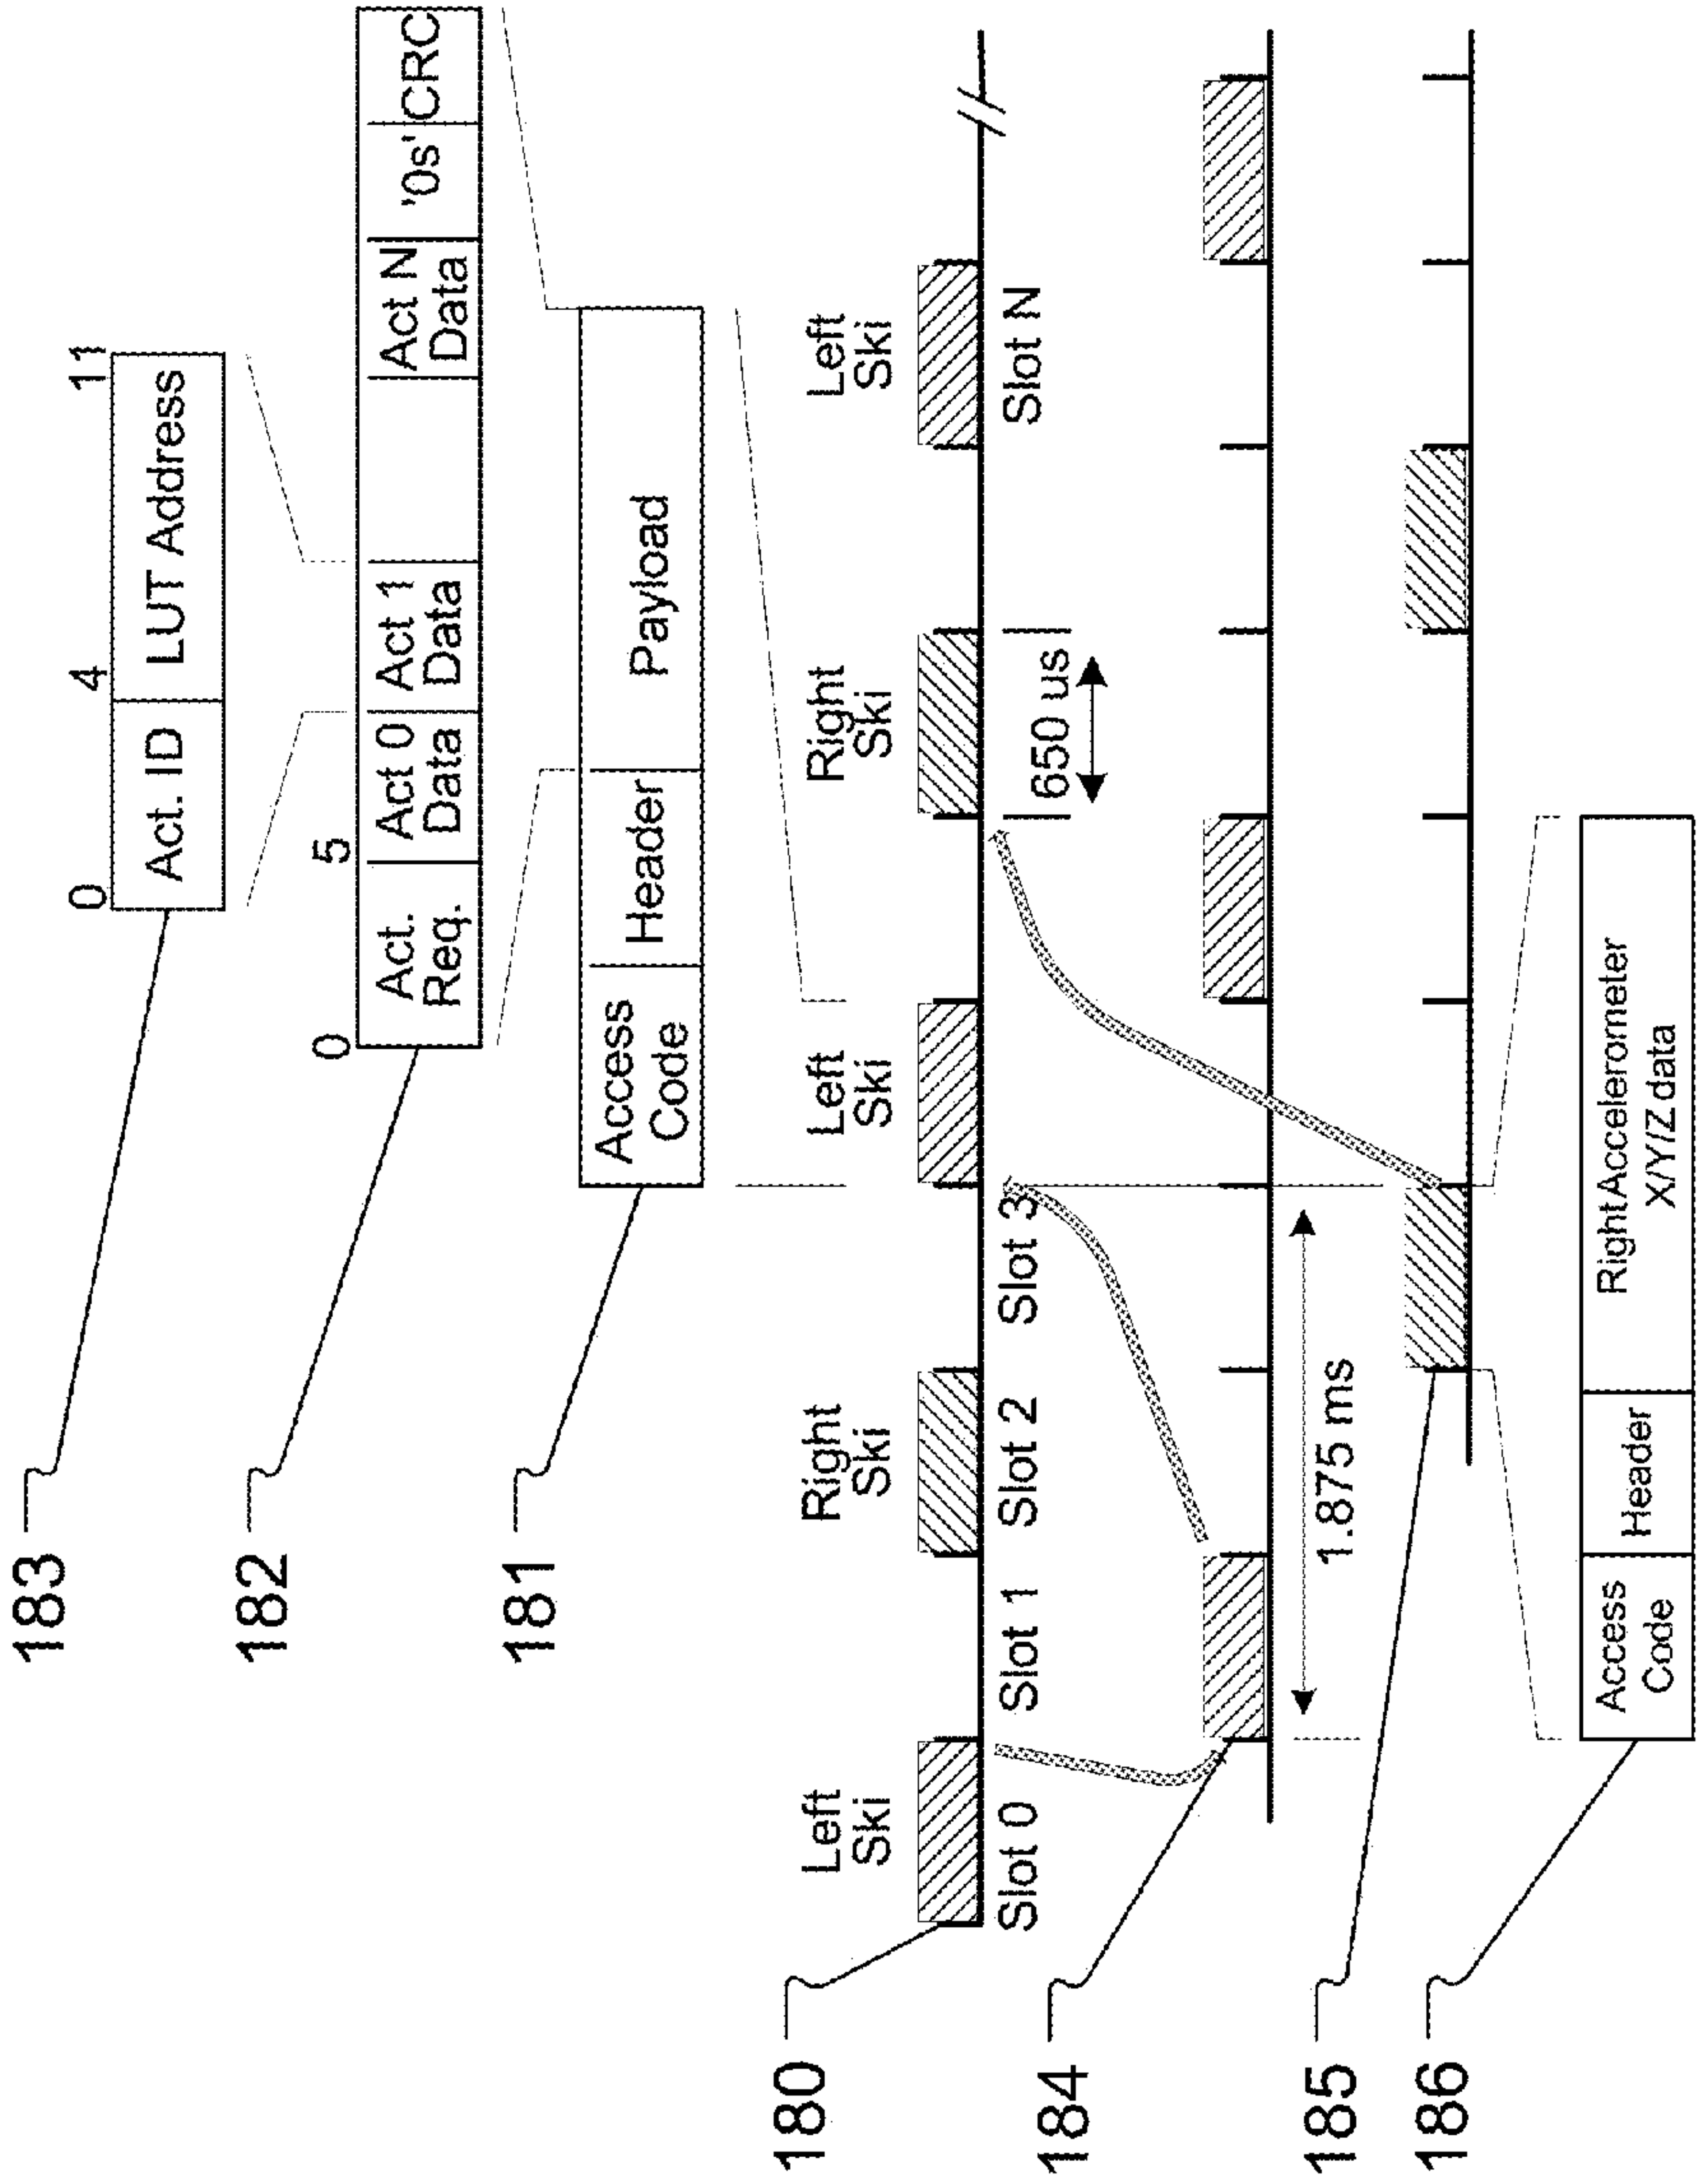 183
0
4
11
Act. ID
LUT Address
182
0
5
Act.
Req.
Act 0
Data
Act 1
Data
Act N
Data
'0s'
CRC
181
Access
Code
Header
Payload
180
Left
Ski
Right
Ski
Left
Ski
Right
Ski
Left
Ski
Slot 0
Slot 1
Slot 2
Slot 3
Slot N
650 us
184
1.875 ms
185
186
Access
Code
Header
RightAccelerometer
X/Y/Z data